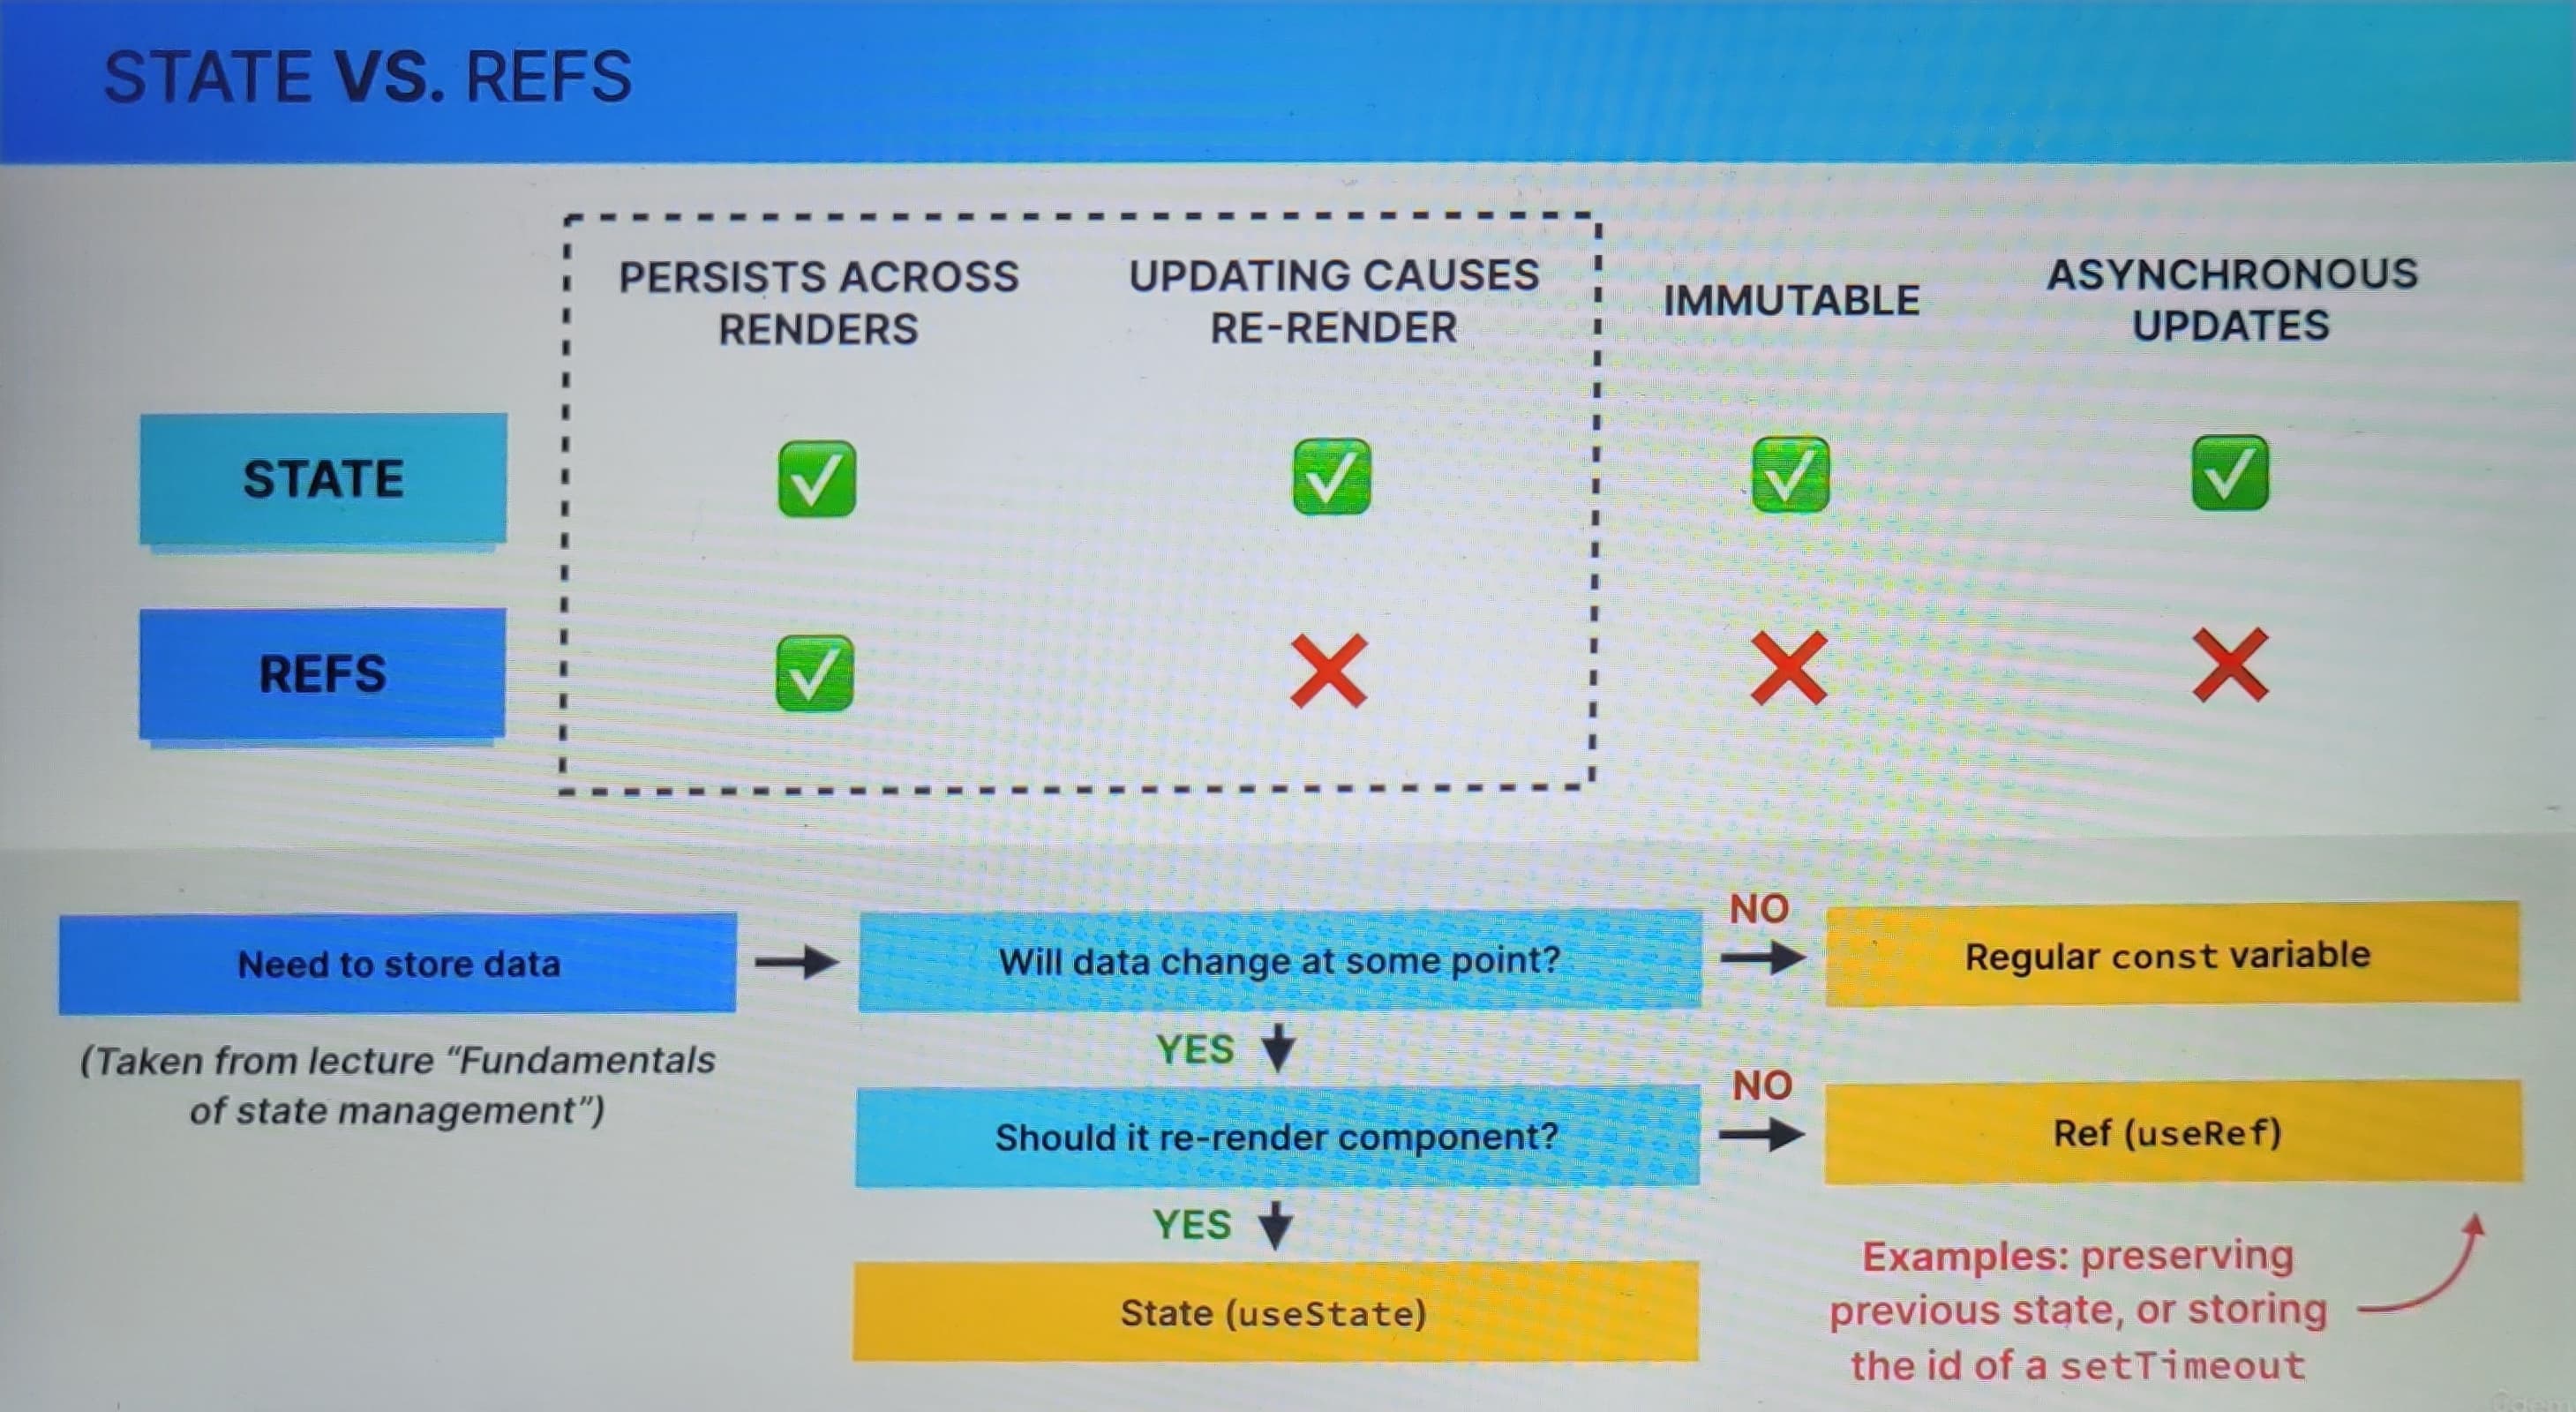 STATE VS. REFS
PERSISTS ACROSS
RENDERS
UPDATING CAUSES
RE-RENDER
IMMUTABLE
ASYNCHRONOUS
UPDATES
STATE
REFS
Need to store data
(Taken from lecture “Fundamentals
of state management”)
Will data change at some point?
NO
Regular const variable
YES
Should it re-render component?
NO
Ref (useRef)
YES
State (useState)
Examples: preserving
previous state, or storing
the id of a setTimeout